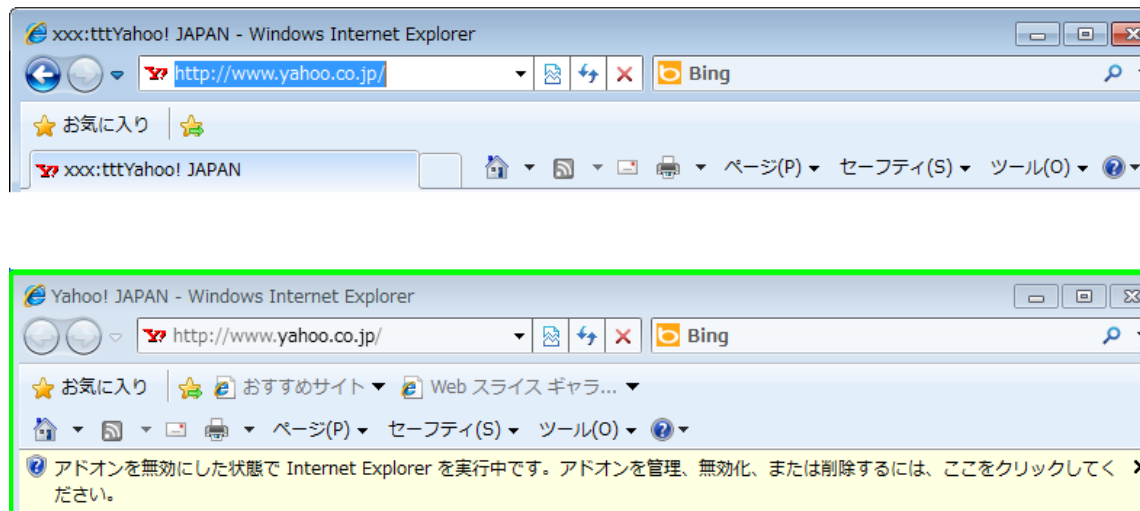 xxx:tttYahoo! JAPAN - Windows Internet Explorer
http://www.yahoo.co.jp/ Bing
お気に入り
xxx:tttYahoo! JAPAN ページ(P) セーフティ(S) ツール(O)
Yahoo! JAPAN - Windows Internet Explorer
http://www.yahoo.co.jp/ Bing
お気に入り おすすめサイト Web スライス ギャラ...
ページ(P) セーフティ(S) ツール(O)
アドオンを無効にした状態で Internet Explorer を実行中です。アドオンを管理、無効化、または削除するには、ここをクリックしてく
ださい。